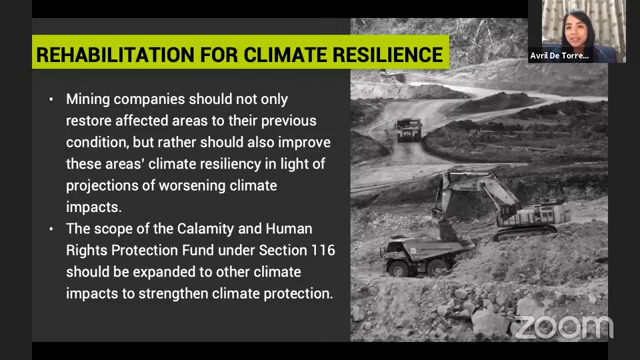 Avril De Torre...
REHABILITATION FOR CLIMATE RESILIENCE
• Mining companies should not only
restore affected areas to their previous
condition, but rather should also improve
these areas' climate resiliency in light of
projections of worsening climate
impacts.
• The scope of the Calamity and Human
Rights Protection Fund under Section 116
should be expanded to other climate
impacts to strengthen climate protection.
zoom